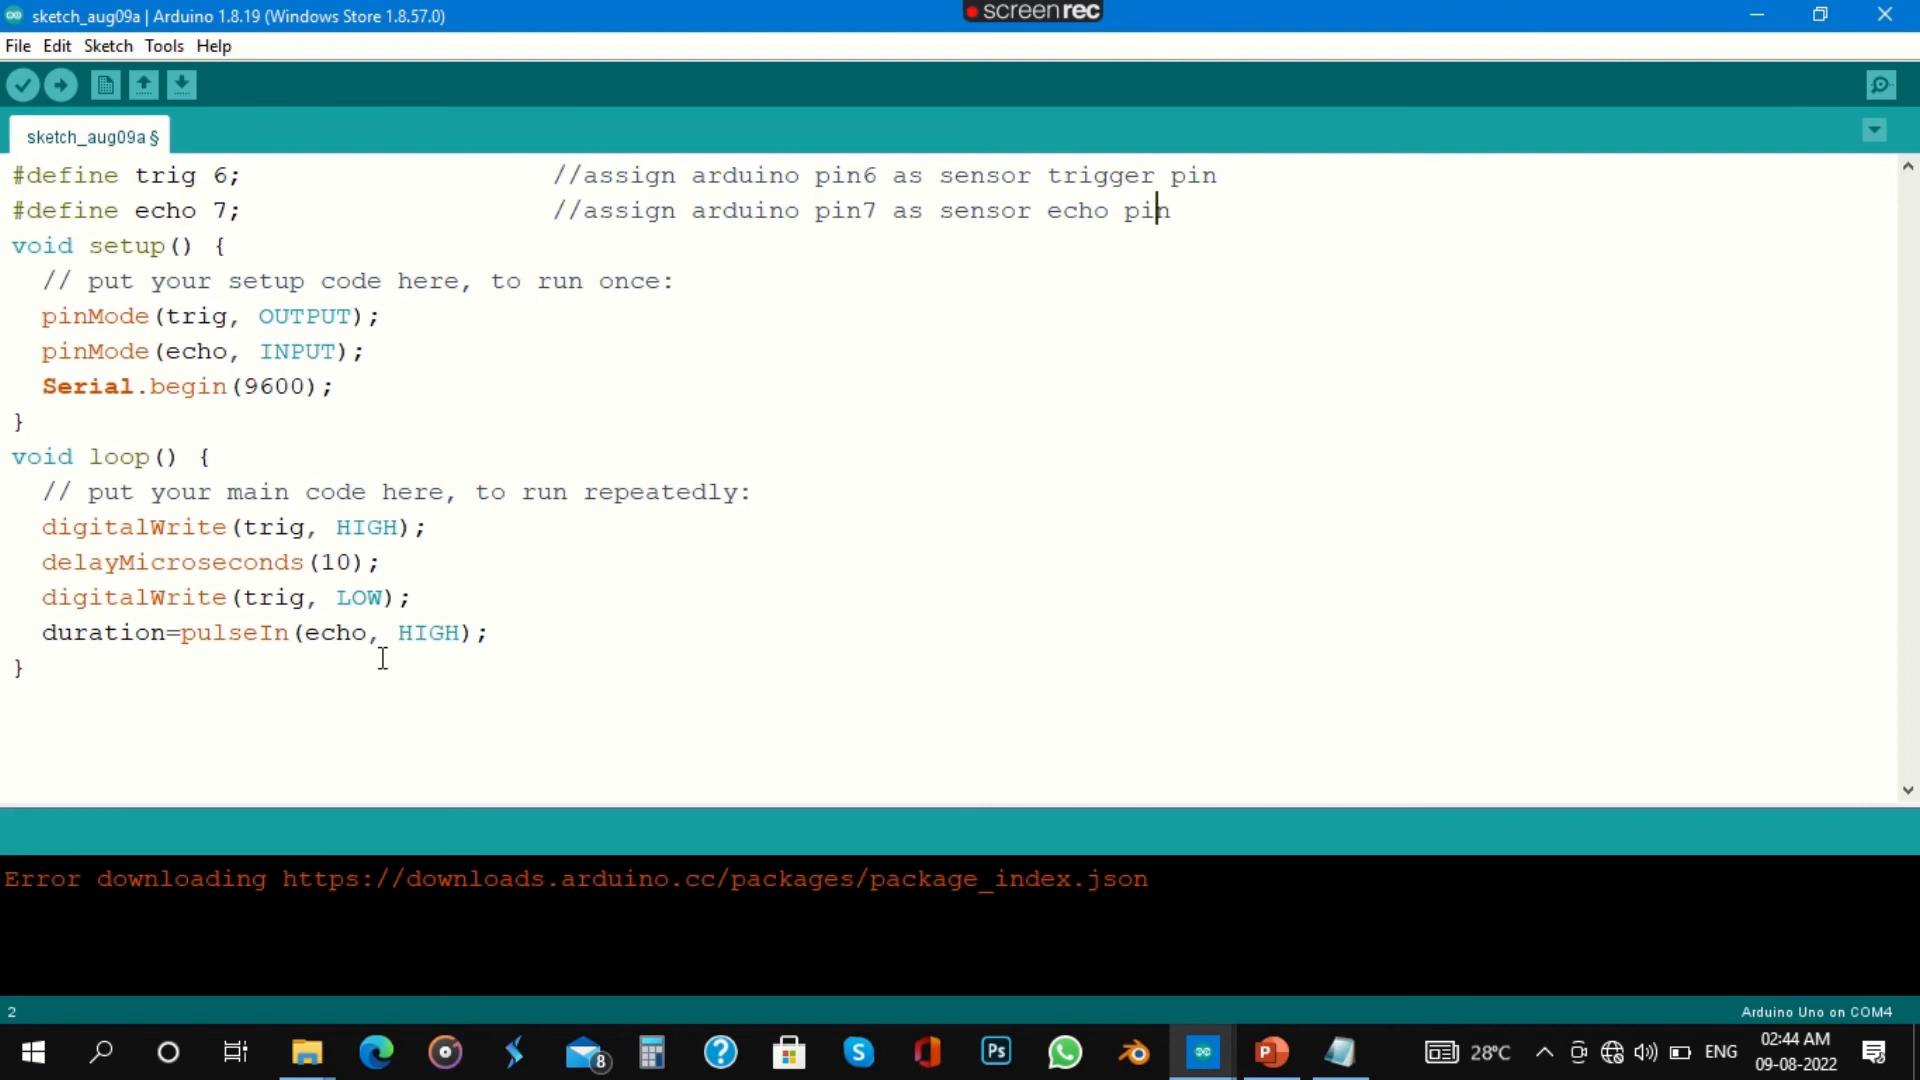 sketch_aug09a | Arduino 1.8.19 (Windows Store 1.8.57.0)
screenrec
File Edit Sketch Tools Help
sketch_aug09a §
#define trig 6; //assign arduino pin6 as sensor trigger pin
#define echo 7; //assign arduino pin7 as sensor echo pin
void setup() {
// put your setup code here, to run once:
pinMode(trig, OUTPUT);
pinMode(echo, INPUT);
Serial.begin(9600);
}
void loop() {
// put your main code here, to run repeatedly:
digitalWrite(trig, HIGH);
delayMicroseconds(10);
digitalWrite(trig, LOW);
duration=pulseIn(echo, HIGH);
}
Error downloading https://downloads.arduino.cc/packages/package_index.json
2
Arduino Uno on COM4
8
Ps
P
28°C
ENG
02:44 AM
09-08-2022